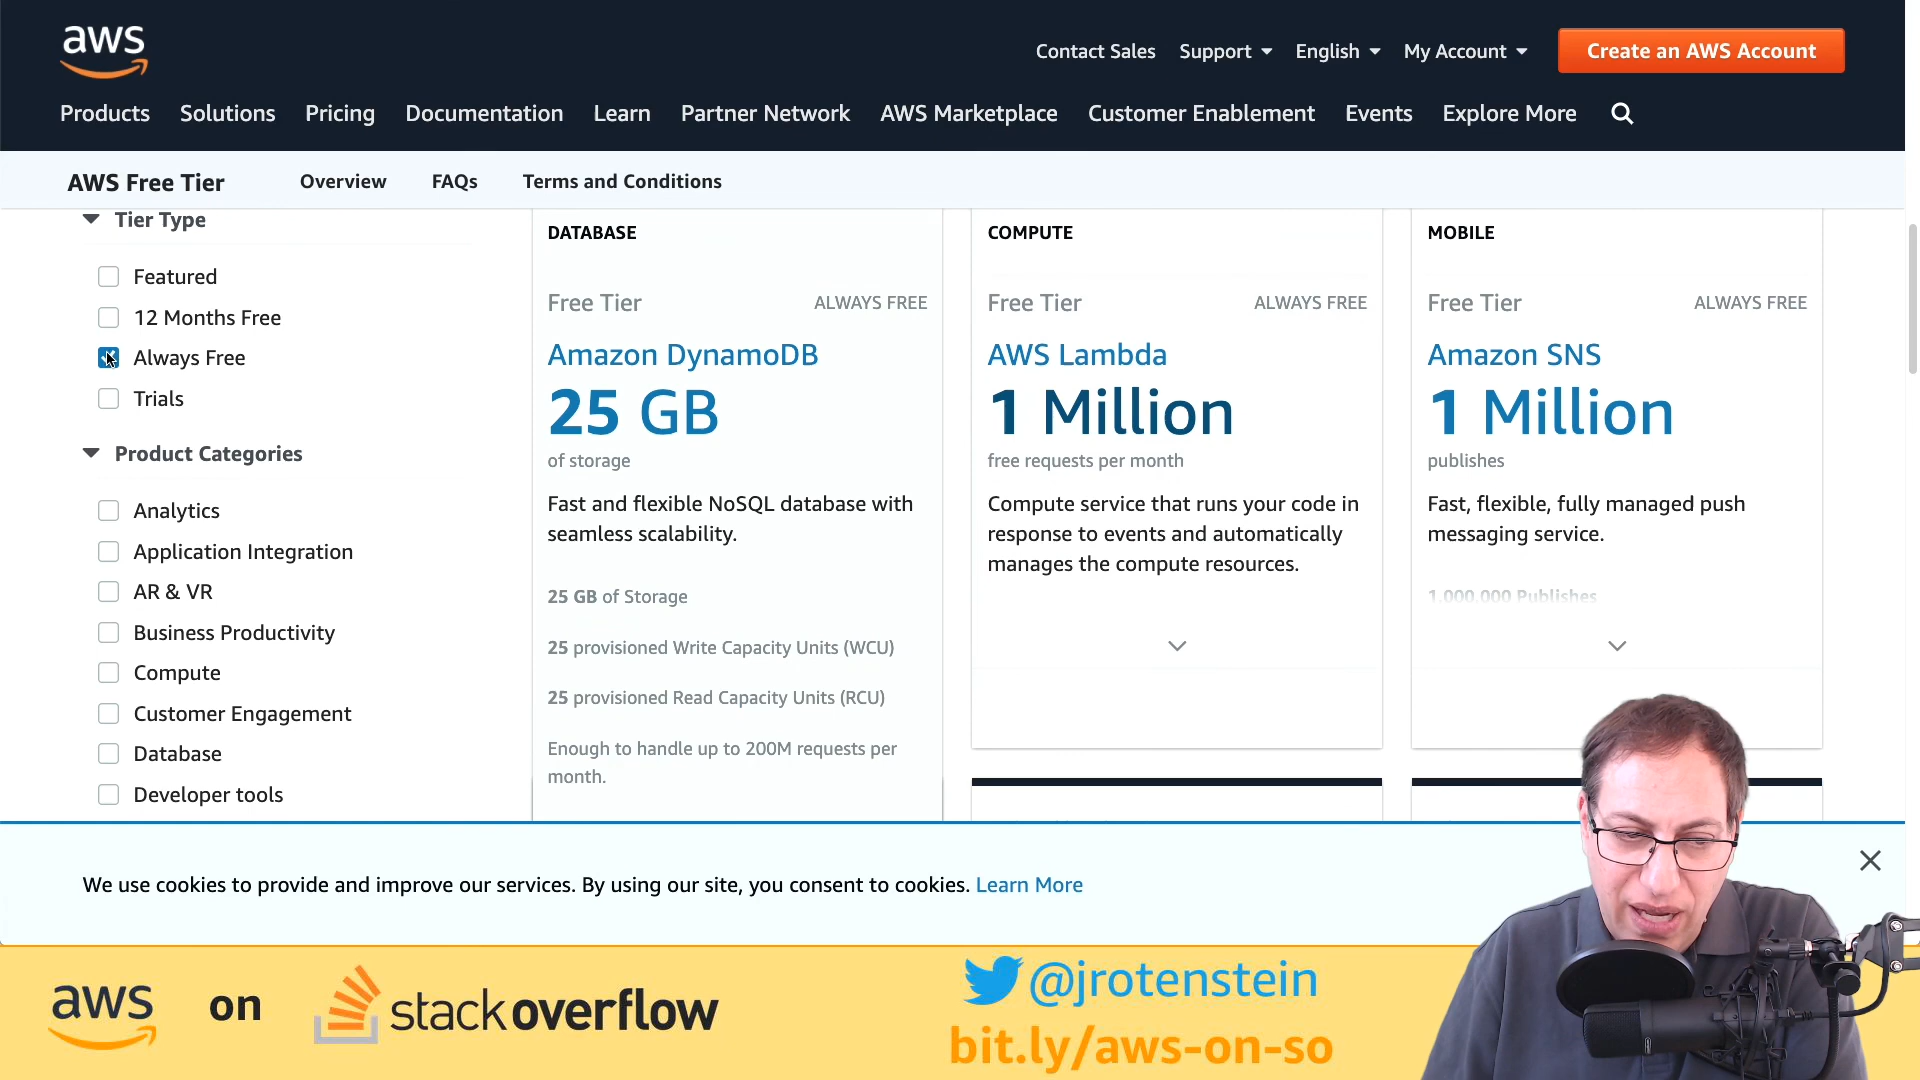 aws
Contact Sales
Support
English
My Account
Create an AWS Account
Products
Solutions
Pricing
Documentation
Learn
Partner Network
AWS Marketplace
Customer Enablement
Events
Explore More
AWS Free Tier
Overview
FAQs
Terms and Conditions
Tier Type
Featured
12 Months Free
Always Free
Trials
Product Categories
Analytics
Application Integration
AR & VR
Business Productivity
Compute
Customer Engagement
Database
Developer tools
DATABASE
Free Tier
ALWAYS FREE
Amazon DynamoDB
25 GB
of storage
Fast and flexible NoSQL database with
seamless scalability.
25 GB of Storage
25 provisioned Write Capacity Units (WCU)
25 provisioned Read Capacity Units (RCU)
Enough to handle up to 200M requests per
month.
COMPUTE
Free Tier
ALWAYS FREE
AWS Lambda
1 Million
free requests per month
Compute service that runs your code in
response to events and automatically
manages the compute resources.
MOBILE
Free Tier
ALWAYS FREE
Amazon SNS
1 Million
publishes
Fast, flexible, fully managed push
messaging service.
1,000,000 Publishes
We use cookies to provide and improve our services. By using our site, you consent to cookies. Learn More
aws on stackoverflow
@jrotenstein
bit.ly/aws-on-so